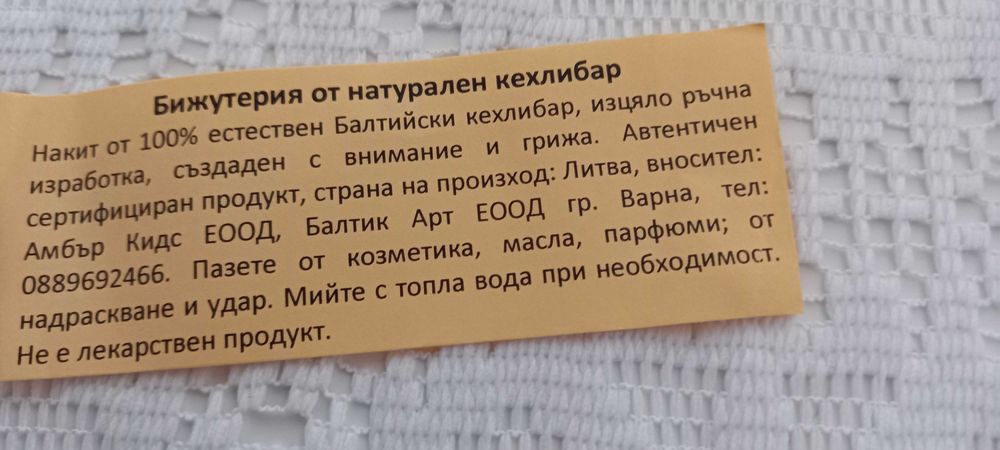 Бижутерия от натурален кехлибар
Накит от 100% естествен Балтийски кехлибар, изцяло ръчна
изработка, създаден с внимание и грижа. Автентичен
сертифициран продукт, страна на произход: Литва, вносител:
Амбър Кидс ЕООД, Балтик Арт ЕООД гр. Варна, тел:
0889692466. Пазете от козметика, масла, парфюми; от
надраскване и удар. Мийте с топла вода при необходимост.
Не е лекарствен продукт.